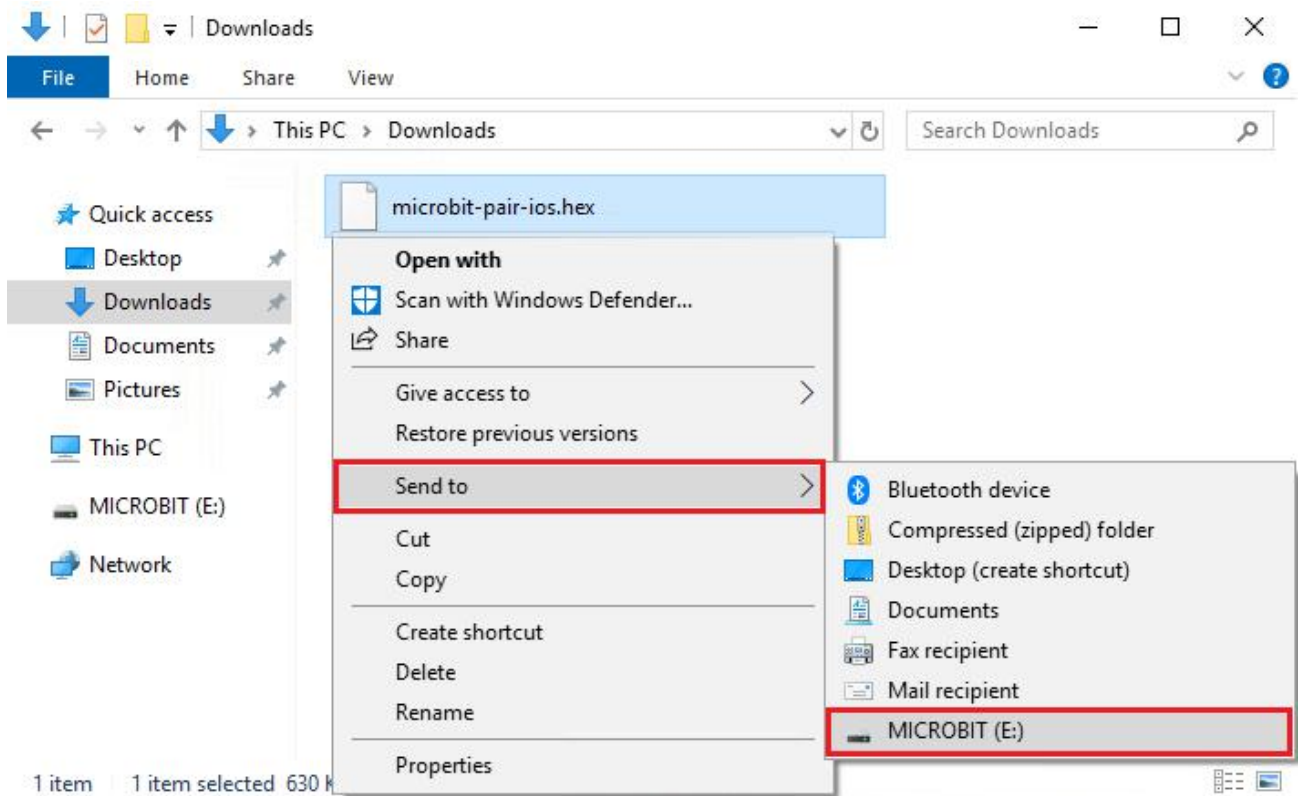 Downloads
File Home Share View
This PC > Downloads
Search Downloads
Quick access
Desktop
Downloads
Documents
Pictures
This PC
MICROBIT (E:)
Network
microbit-pair-ios.hex
Open with
Scan with Windows Defender...
Share
Give access to
Restore previous versions
Send to
Cut
Copy
Create shortcut
Delete
Rename
Properties
Bluetooth device
Compressed (zipped) folder
Desktop (create shortcut)
Documents
Fax recipient
Mail recipient
MICROBIT (E:)
1 item 1 item selected 630